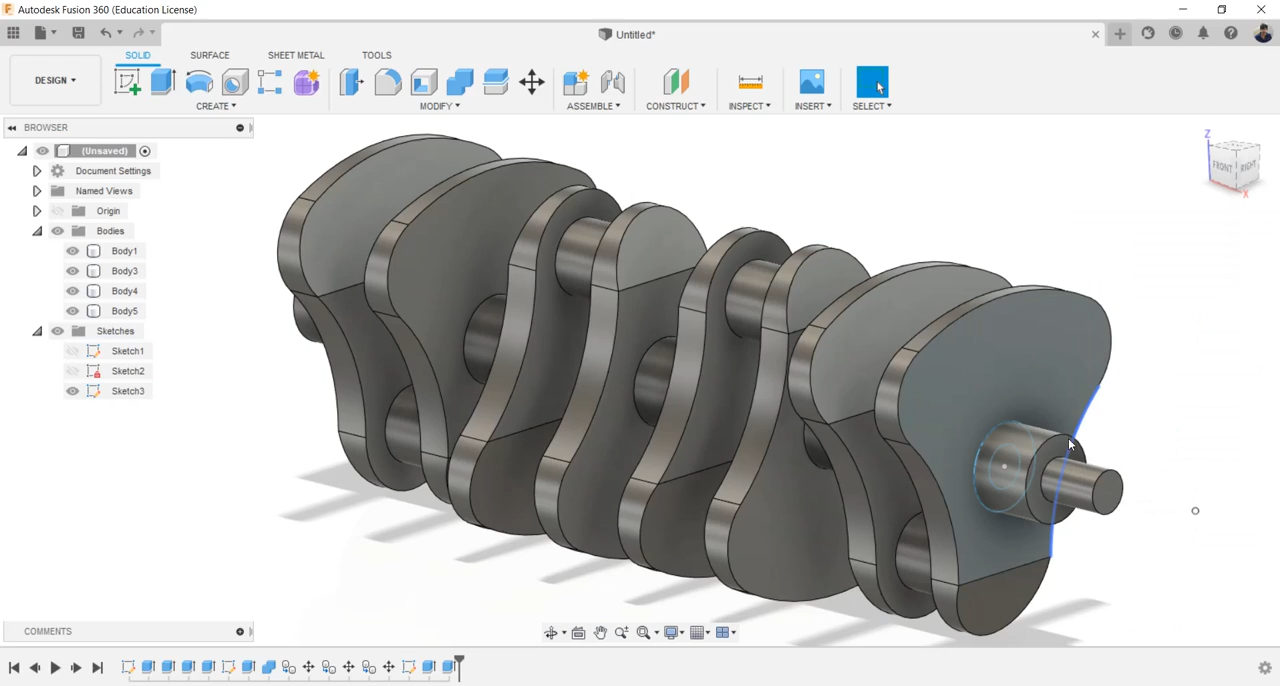 Autodesk Fusion 360 (Education License)
Untitled*
SOLID SURFACE SHEET METAL TOOLS
DESIGN
CREATE MODIFY ASSEMBLE CONSTRUCT INSPECT INSERT SELECT
BROWSER
(Unsaved)
Document Settings
Named Views
Origin
Bodies
Body1
Body3
Body4
Body5
Sketches
Sketch1
Sketch2
Sketch3
Z
FRONT RIGHT
X
COMMENTS